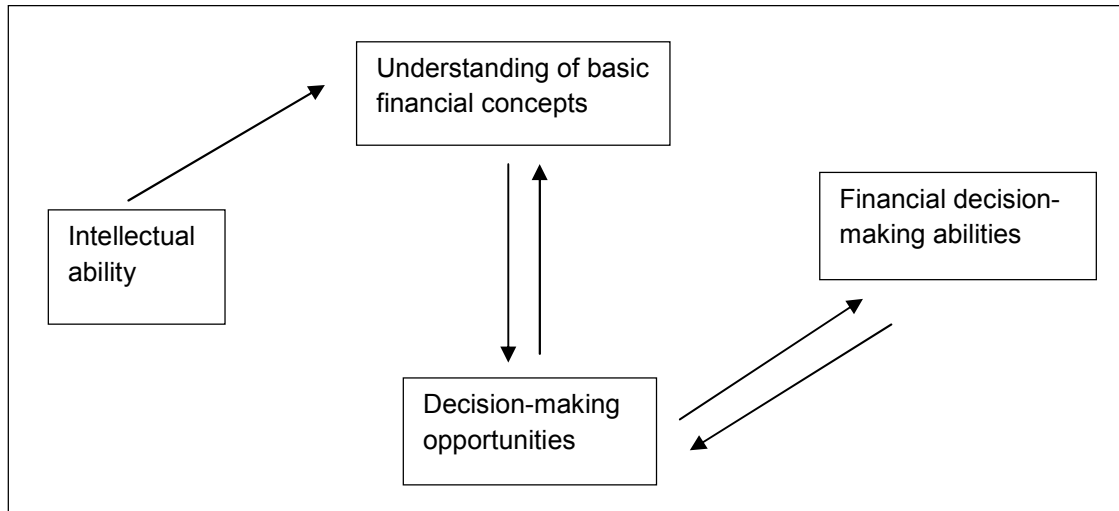 Understanding of basic
financial concepts
Intellectual
ability
Financial decision-
making abilities
Decision-making
opportunities